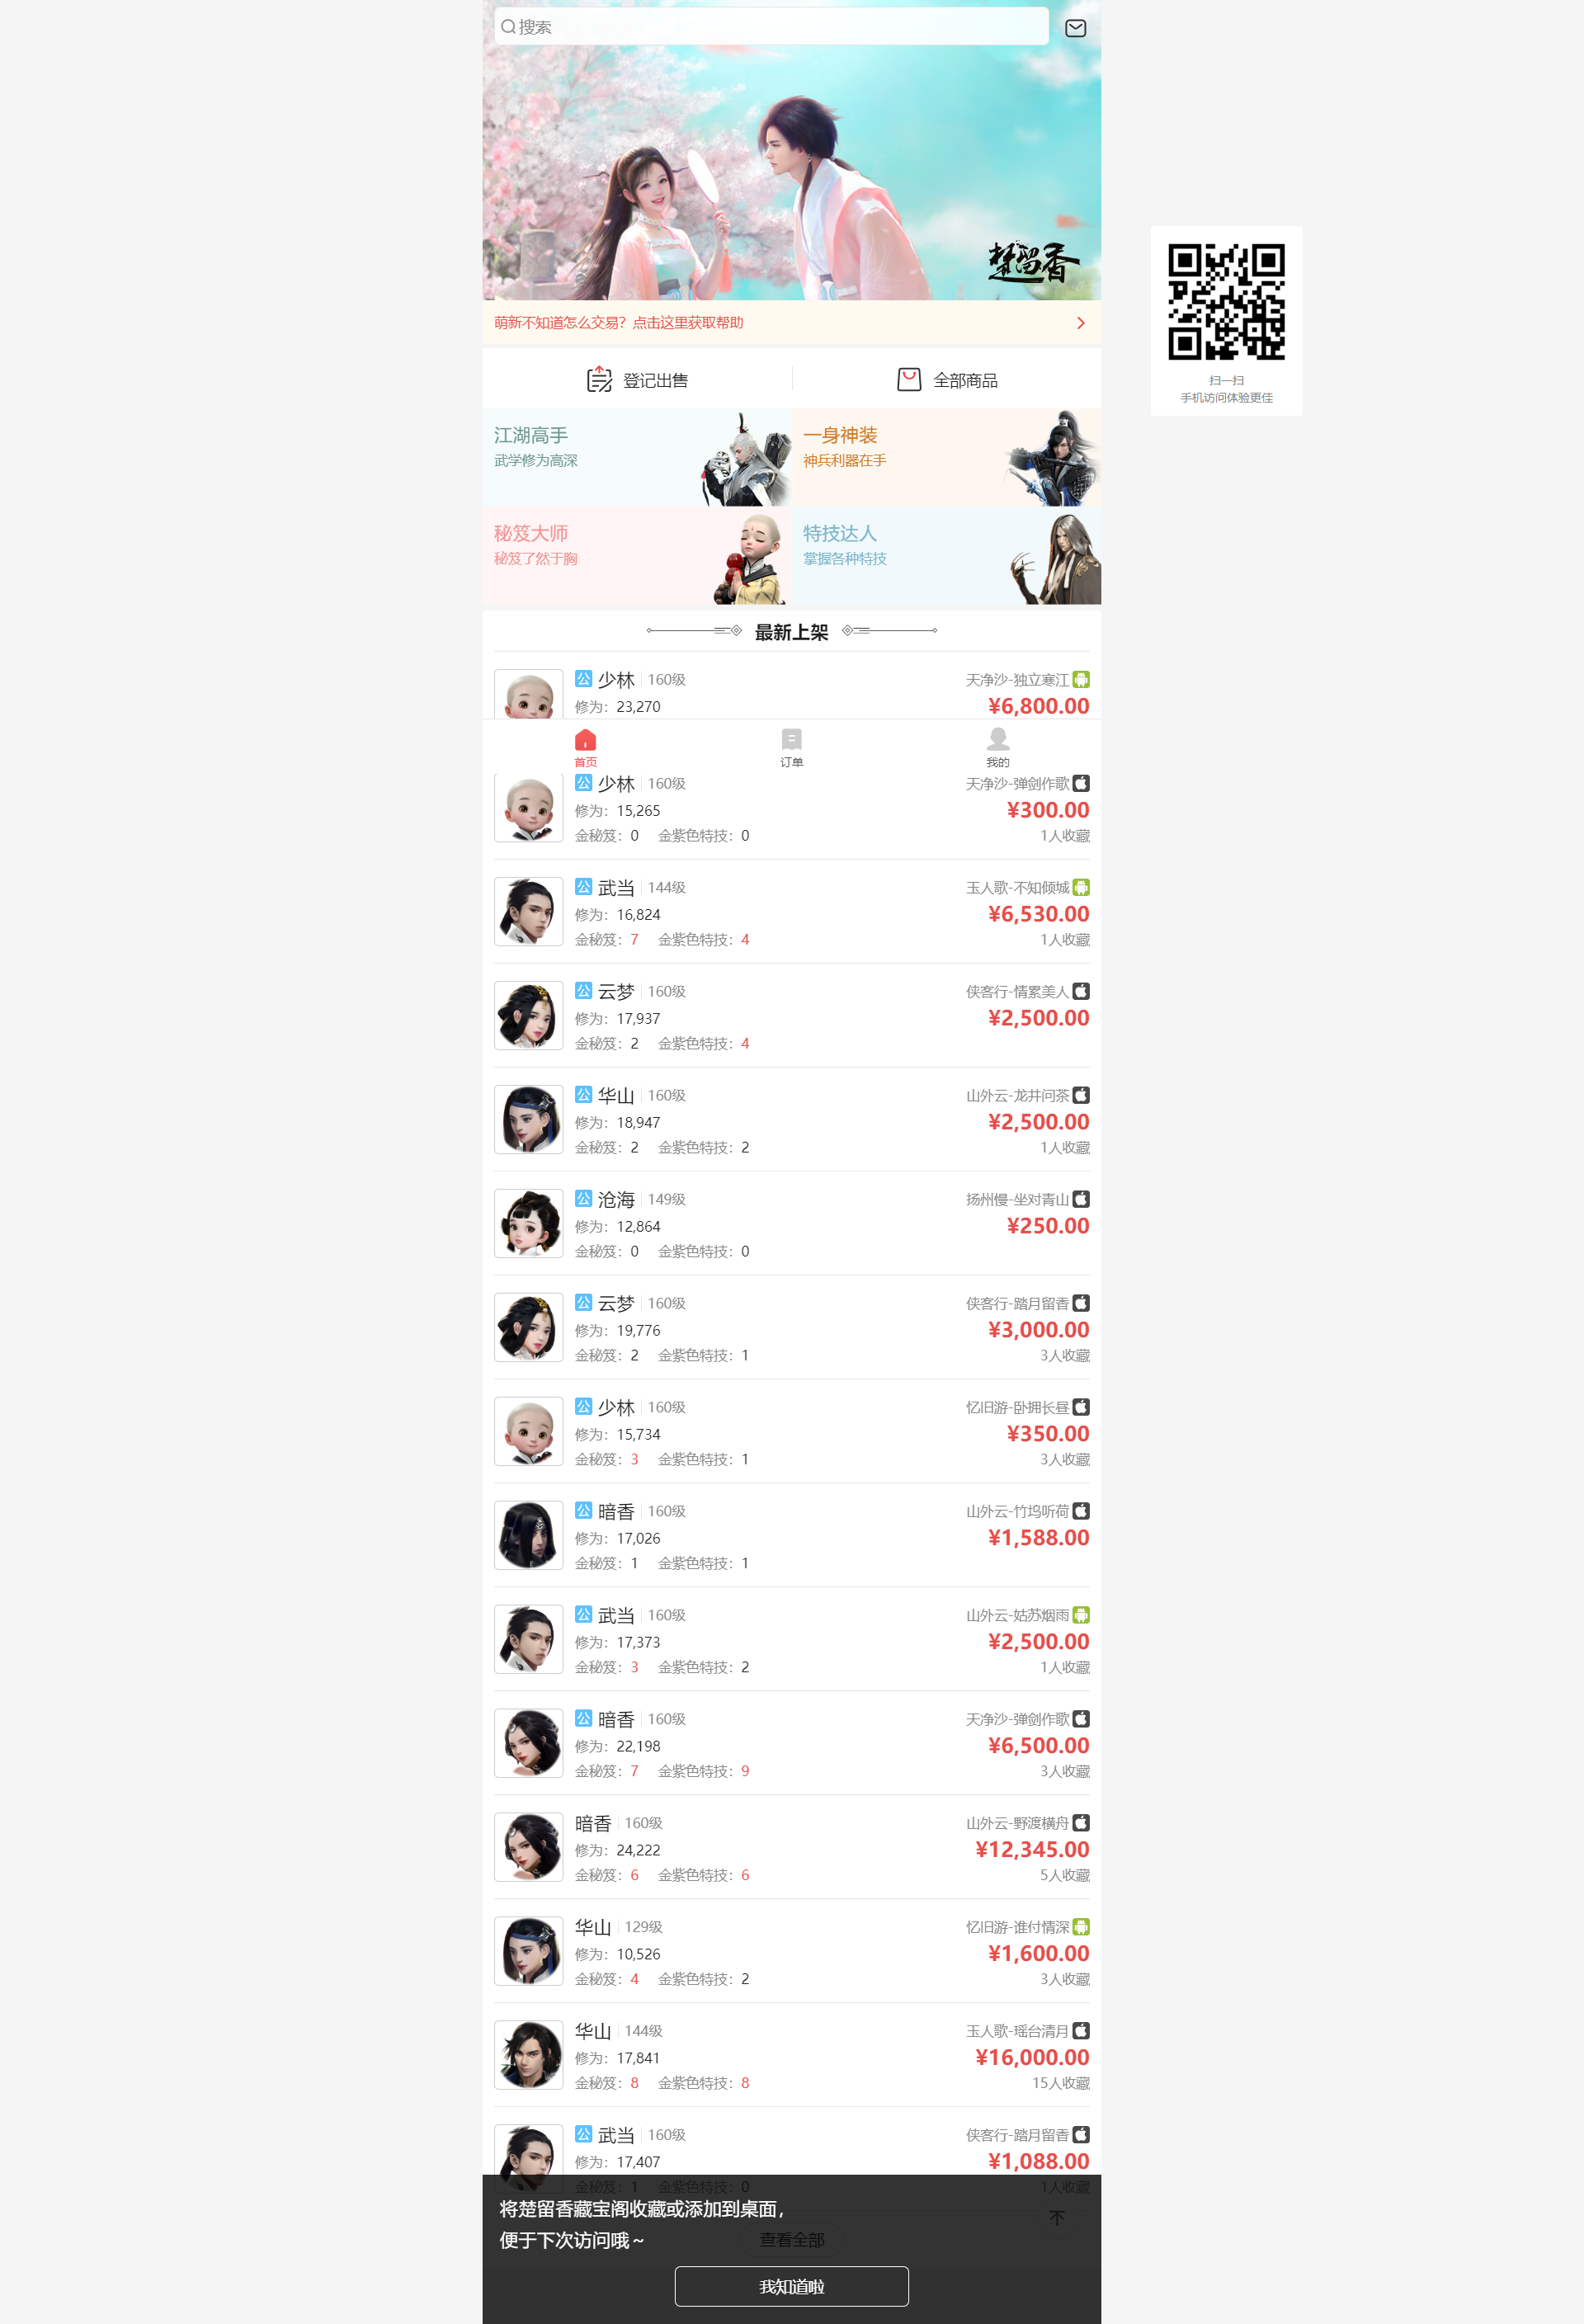 搜索
楚留香
萌新不知道怎么交易？点击这里获取帮助
扫一扫
手机访问体验更佳
登记出售
全部商品
江湖高手
武学修为高深
一身神装
神兵利器在手
秘笈大师
秘笈了然于胸
特技达人
掌握各种特技
最新上架
公 少林 160级 天净沙-独立寒江
修为：23,270 ¥6,800.00
首页 订单 我的
公 少林 160级 天净沙-弹剑作歌
修为：15,265 ¥300.00
金秘笈：0 金紫色特技：0 1人收藏
公 武当 144级 玉人歌-不知倾城
修为：16,824 ¥6,530.00
金秘笈：7 金紫色特技：4 1人收藏
公 云梦 160级 侠客行-情累美人
修为：17,937 ¥2,500.00
金秘笈：2 金紫色特技：4
公 华山 160级 山外云-龙井问茶
修为：18,947 ¥2,500.00
金秘笈：2 金紫色特技：2 1人收藏
公 沧海 149级 扬州慢-坐对青山
修为：12,864 ¥250.00
金秘笈：0 金紫色特技：0
公 云梦 160级 侠客行-踏月留香
修为：19,776 ¥3,000.00
金秘笈：2 金紫色特技：1 3人收藏
公 少林 160级 忆旧游-卧拥长昼
修为：15,734 ¥350.00
金秘笈：3 金紫色特技：1 3人收藏
公 暗香 160级 山外云-竹坞听荷
修为：17,026 ¥1,588.00
金秘笈：1 金紫色特技：1
公 武当 160级 山外云-姑苏烟雨
修为：17,373 ¥2,500.00
金秘笈：3 金紫色特技：2 1人收藏
公 暗香 160级 天净沙-弹剑作歌
修为：22,198 ¥6,500.00
金秘笈：7 金紫色特技：9 3人收藏
暗香 160级 山外云-野渡横舟
修为：24,222 ¥12,345.00
金秘笈：6 金紫色特技：6 5人收藏
华山 129级 忆旧游-谁付情深
修为：10,526 ¥1,600.00
金秘笈：4 金紫色特技：2 3人收藏
华山 144级 玉人歌-瑶台清月
修为：17,841 ¥16,000.00
金秘笈：8 金紫色特技：8 15人收藏
公 武当 160级 侠客行-踏月留香
修为：17,407 ¥1,088.00
金秘笈：1 金紫色特技：0 1人收藏
将楚留香藏宝阁收藏或添加到桌面，
便于下次访问哦～
查看全部
我知道啦